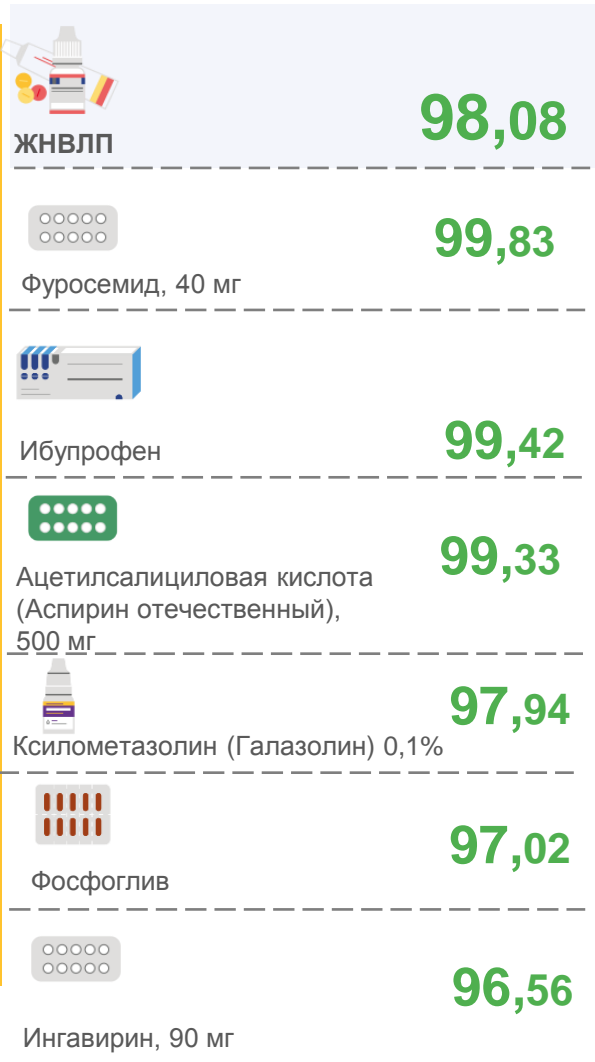 ЖНВЛП
98,08
Фуросемид, 40 мг
99,83
Ибупрофен
99,42
Ацетилсалициловая кислота
(Аспирин отечественный),
500 мг
99,33
Ксилометазолин (Галазолин) 0,1%
97,94
Фосфоглив
97,02
Ингавирин, 90 мг
96,56